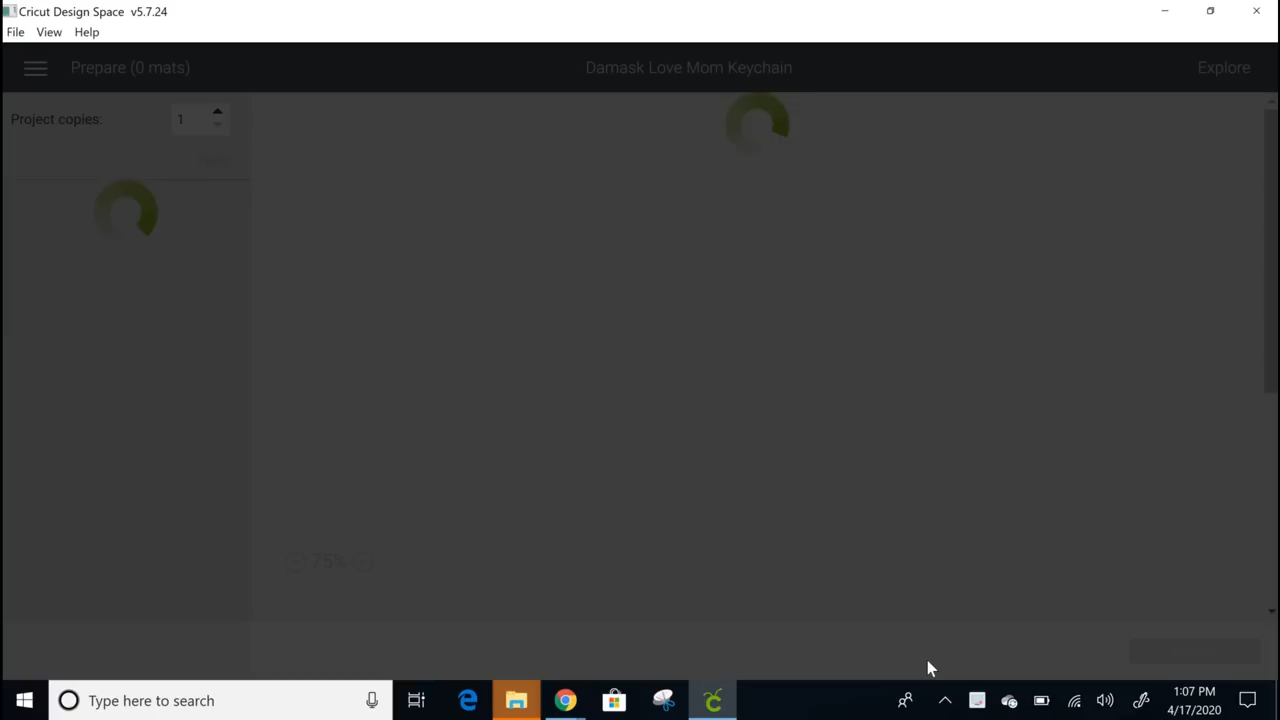 Cricut Design Space v5.7.24
File View Help
Prepare (0 mats) Damask Love Mom Keychain Explore
Project copies: 1
75%
Type here to search
1:07 PM
4/17/2020